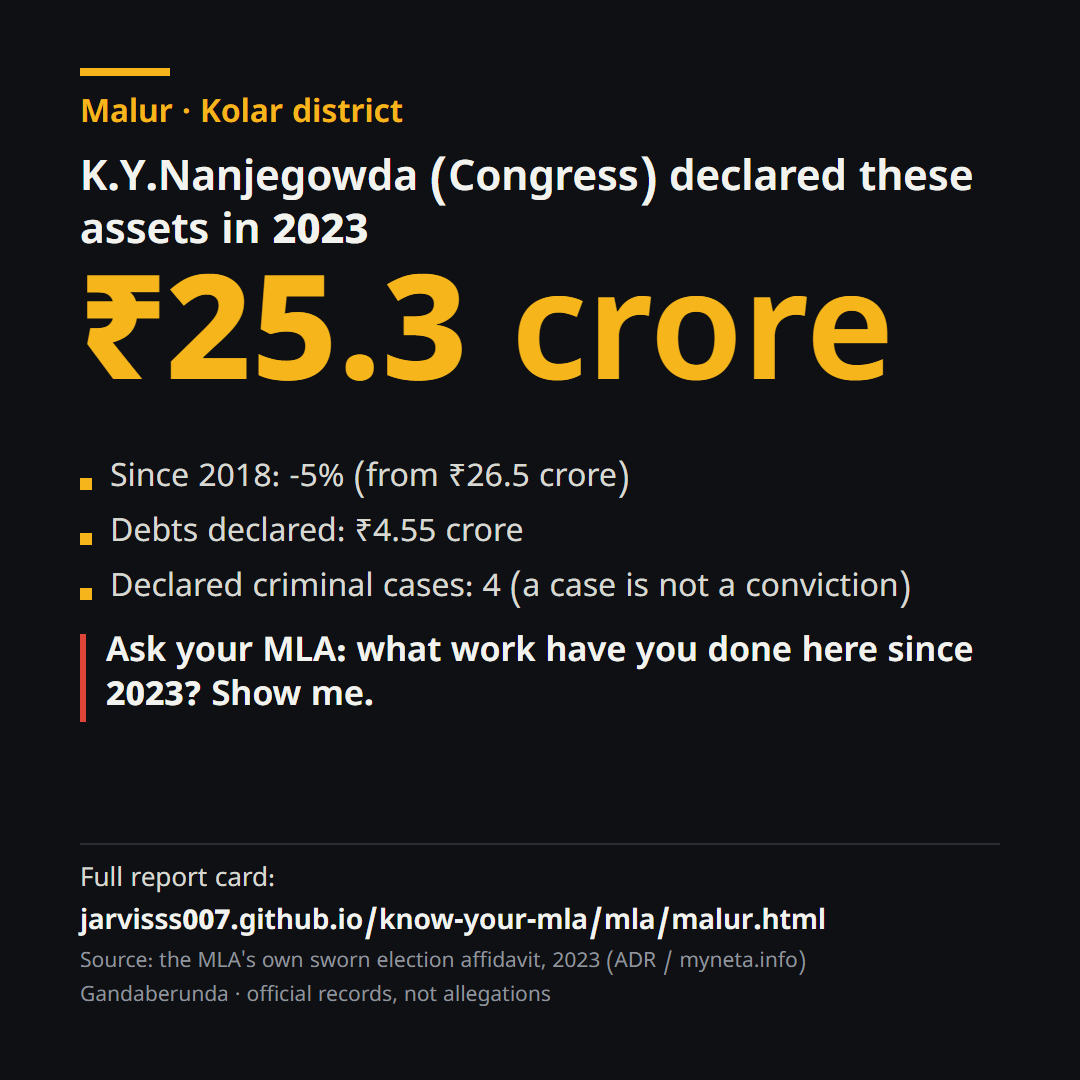 Malur · Kolar district
K.Y.Nanjegowda (Congress) declared these
assets in 2023
₹25.3 crore
Since 2018: -5% (from ₹26.5 crore)
Debts declared: ₹4.55 crore
Declared criminal cases: 4 (a case is not a conviction)
Ask your MLA: what work have you done here since
2023? Show me.
Full report card:
jarvisss007.github.io/know-your-mla/mla/malur.html
Source: the MLA's own sworn election affidavit, 2023 (ADR / myneta.info)
Gandaberunda · official records, not allegations